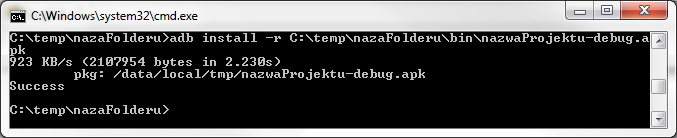 C:\Windows\system32\cmd.exe
C:\temp\nazaFolderu>adb install -r C:\temp\nazaFolderu\bin\nazwaProjektu-debug.a
pk
923 KB/s (2107954 bytes in 2.230s)
        pkg: /data/local/tmp/nazwaProjektu-debug.apk
Success
C:\temp\nazaFolderu>